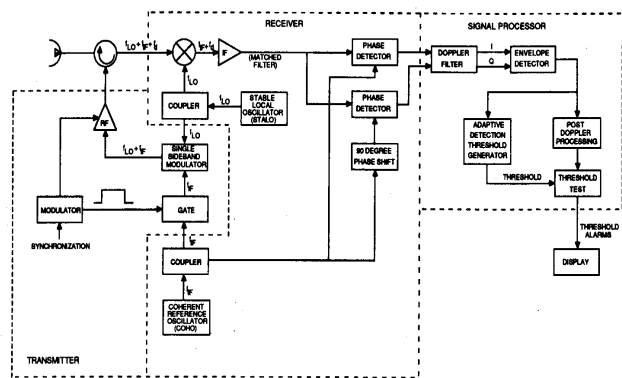 RECEIVER
SIGNAL PROCESSOR
fLO + fIF + fd
fIF + fd
IF
(MATCHED
FILTER)
PHASE
DETECTOR
DOPPLER
FILTER
I
Q
ENVELOPE
DETECTOR
fLO
COUPLER
fLO
STABLE
LOCAL
OSCILLATOR
(STALO)
PHASE
DETECTOR
RF
fLO
fLO + fIF
SINGLE
SIDEBAND
MODULATOR
90 DEGREE
PHASE SHIFT
ADAPTIVE
DETECTION
THRESHOLD
GENERATOR
POST
DOPPLER
PROCESSING
fIF
THRESHOLD
THRESHOLD
TEST
MODULATOR
GATE
SYNCHRONIZATION
fIF
THRESHOLD
ALARMS
COUPLER
DISPLAY
fIF
COHERENT
REFERENCE
OSCILLATOR
(COHO)
TRANSMITTER